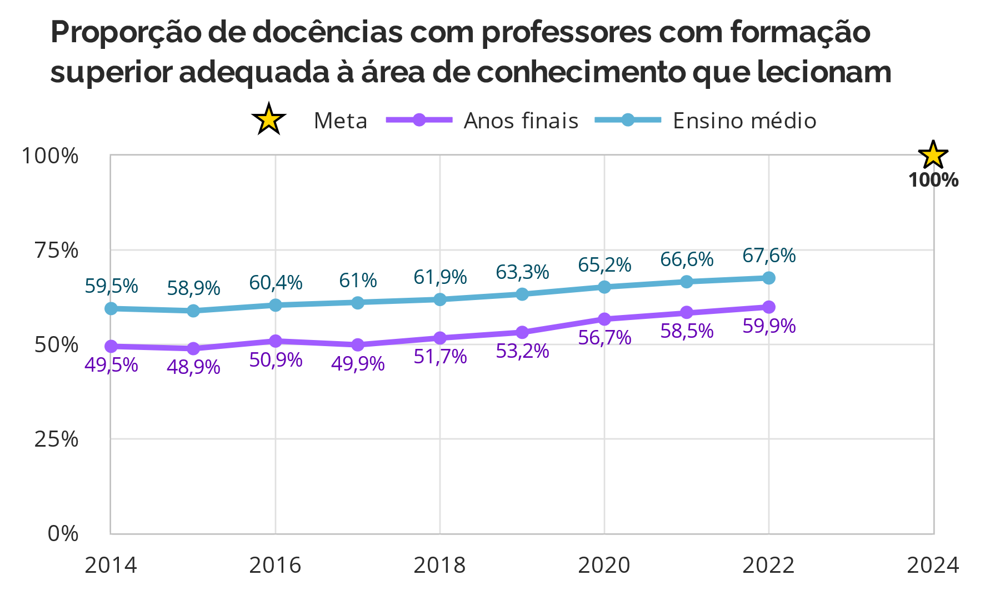 Proporção de docências com professores com formação
superior adequada à área de conhecimento que lecionam
Meta Anos finais Ensino médio
100%
100%
75%
59,5% 58,9% 60,4% 61% 61,9% 63,3% 65,2% 66,6% 67,6%
50%
49,5% 48,9% 50,9% 49,9% 51,7% 53,2% 56,7% 58,5% 59,9%
25%
0%
2014 2016 2018 2020 2022 2024